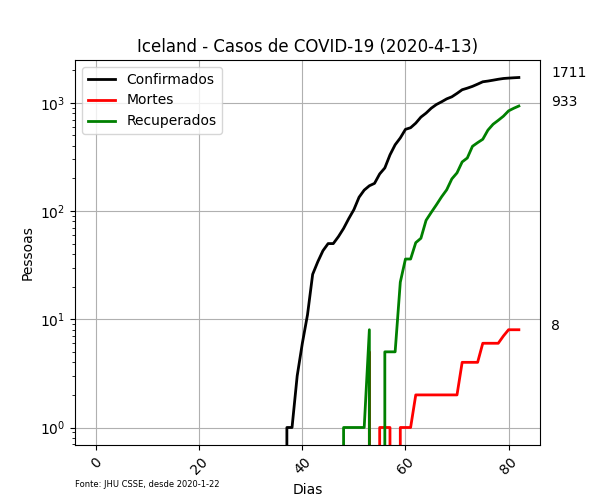 Iceland - Casos de COVID-19 (2020-4-13)
Confirmados
Mortes
Recuperados
1711
933
8
10³
10²
10¹
10⁰
Pessoas
0 20 40 60 80
Dias
Fonte: JHU CSSE, desde 2020-1-22